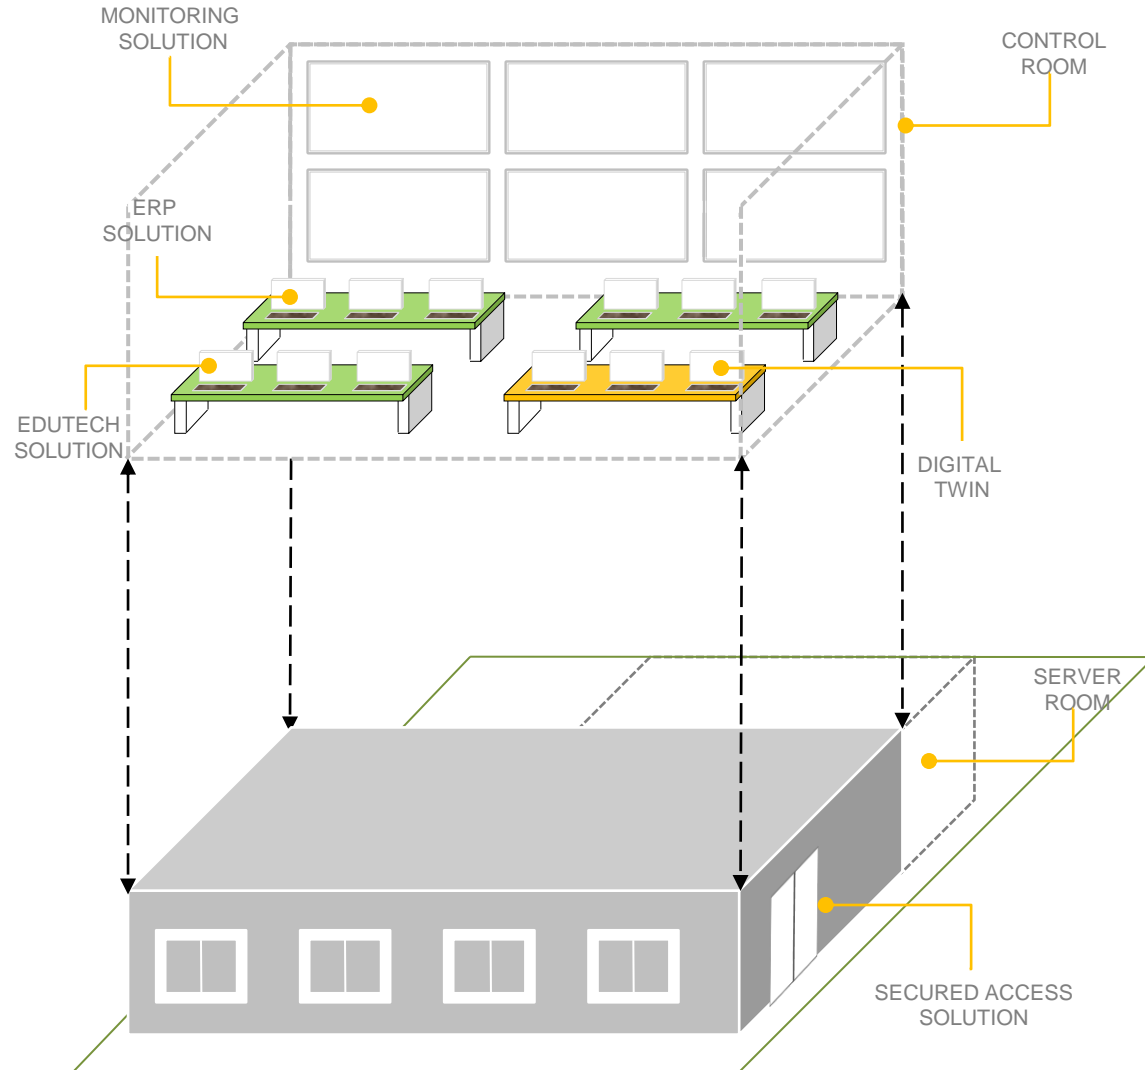 MONITORING
SOLUTION
CONTROL
ROOM
ERP
SOLUTION
EDUTECH
SOLUTION
DIGITAL
TWIN
SERVER
ROOM
SECURED ACCESS
SOLUTION